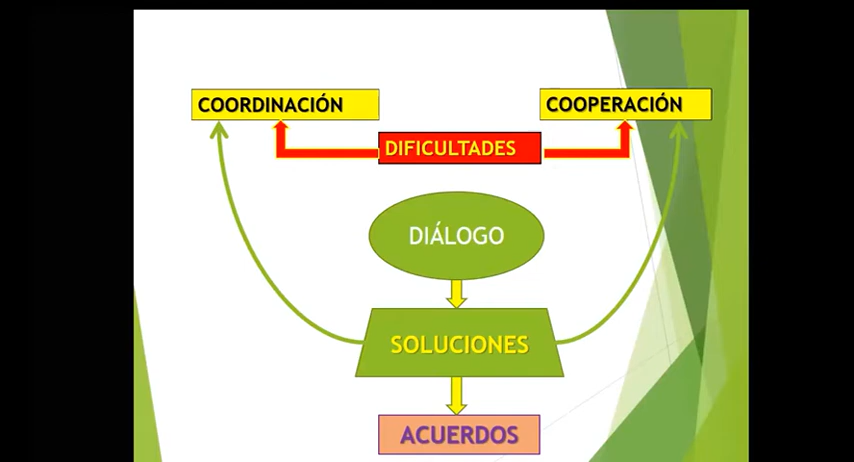 COORDINACIÓN
COOPERACIÓN
DIFICULTADES
DIÁLOGO
SOLUCIONES
ACUERDOS